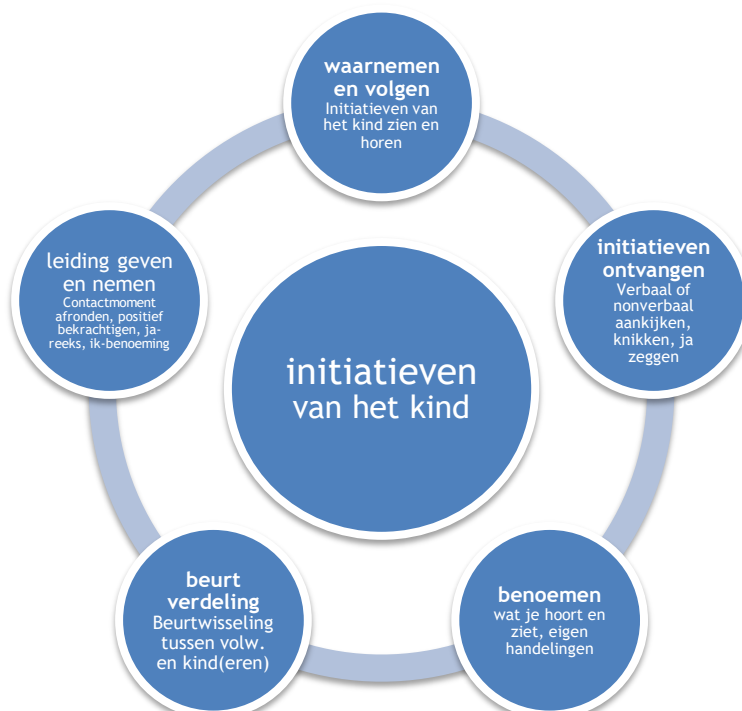 waarnemen
en volgen
Initiatieven van
het kind zien en
horen
initiatieven
ontvangen
Verbaal of
nonverbaal
aankijken,
knikken, ja
zeggen
benoemen
wat je hoort en
ziet, eigen
handelingen
beurt
verdeling
Beurtwisseling
tussen volw.
en kind(eren)
leiding geven
en nemen
Contactmoment
afronden, positief
bekrachtigen, ja-
reeks, ik-benoeming
initiatieven
van het kind